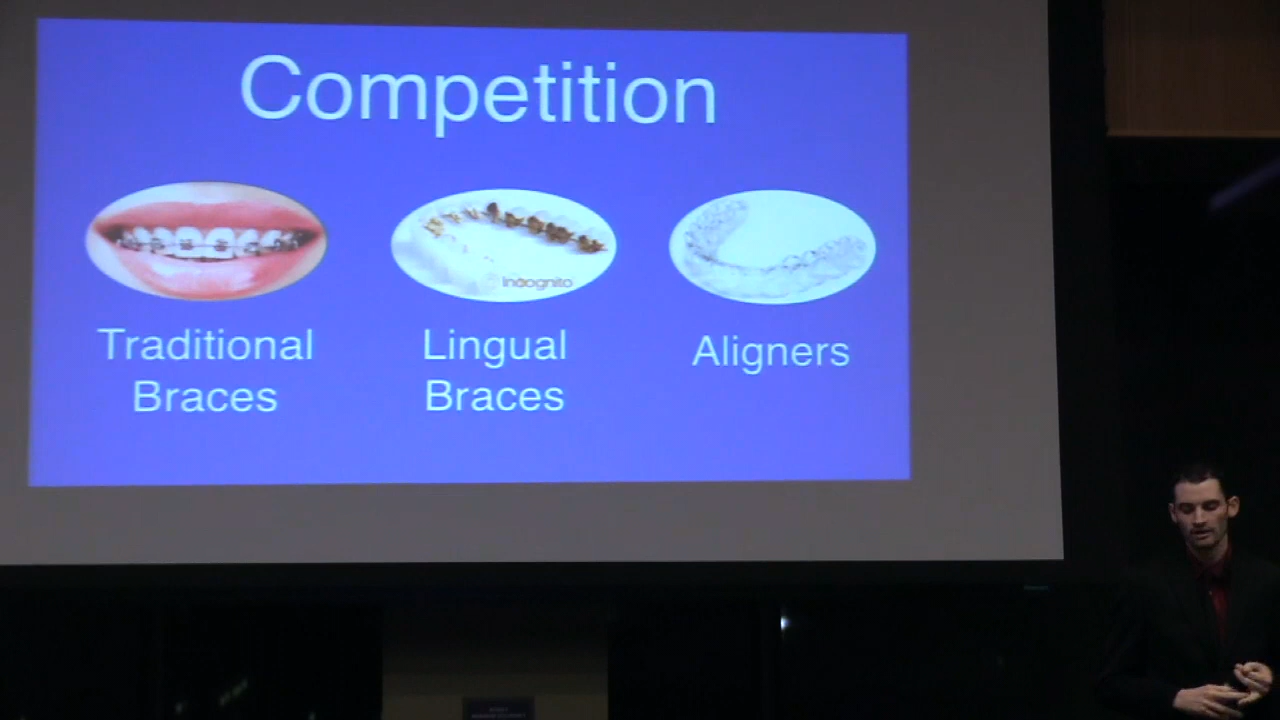 Competition
Incognito
Traditional
Braces
Lingual
Braces
Aligners